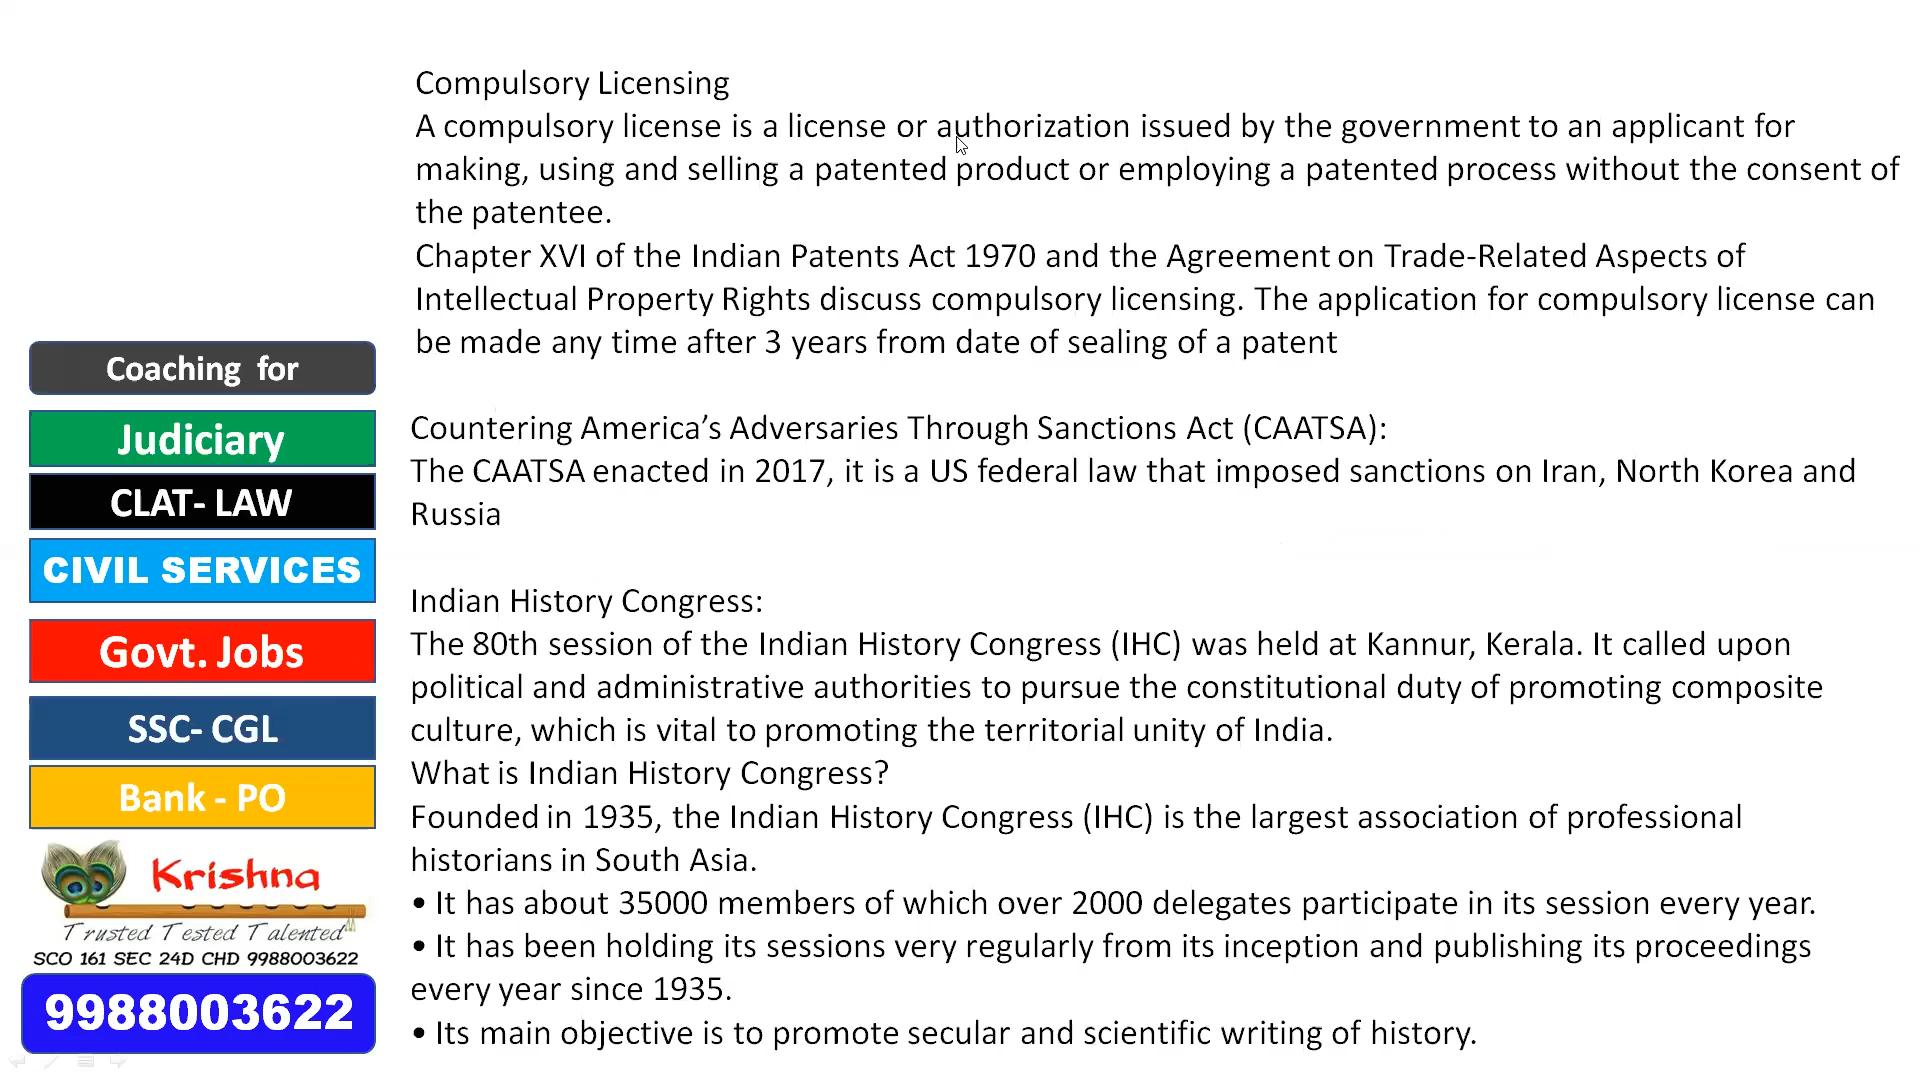 Compulsory Licensing
A compulsory license is a license or authorization issued by the government to an applicant for
making, using and selling a patented product or employing a patented process without the consent of
the patentee.
Chapter XVI of the Indian Patents Act 1970 and the Agreement on Trade-Related Aspects of
Intellectual Property Rights discuss compulsory licensing. The application for compulsory license can
be made any time after 3 years from date of sealing of a patent
Countering America’s Adversaries Through Sanctions Act (CAATSA):
The CAATSA enacted in 2017, it is a US federal law that imposed sanctions on Iran, North Korea and
Russia
Indian History Congress:
The 80th session of the Indian History Congress (IHC) was held at Kannur, Kerala. It called upon
political and administrative authorities to pursue the constitutional duty of promoting composite
culture, which is vital to promoting the territorial unity of India.
What is Indian History Congress?
Founded in 1935, the Indian History Congress (IHC) is the largest association of professional
historians in South Asia.
• It has about 35000 members of which over 2000 delegates participate in its session every year.
• It has been holding its sessions very regularly from its inception and publishing its proceedings
every year since 1935.
• Its main objective is to promote secular and scientific writing of history.
Coaching for
Judiciary
CLAT- LAW
CIVIL SERVICES
Govt. Jobs
SSC- CGL
Bank - PO
Krishna
Trusted Tested Talented
SCO 161 SEC 24D CHD 9988003622
9988003622